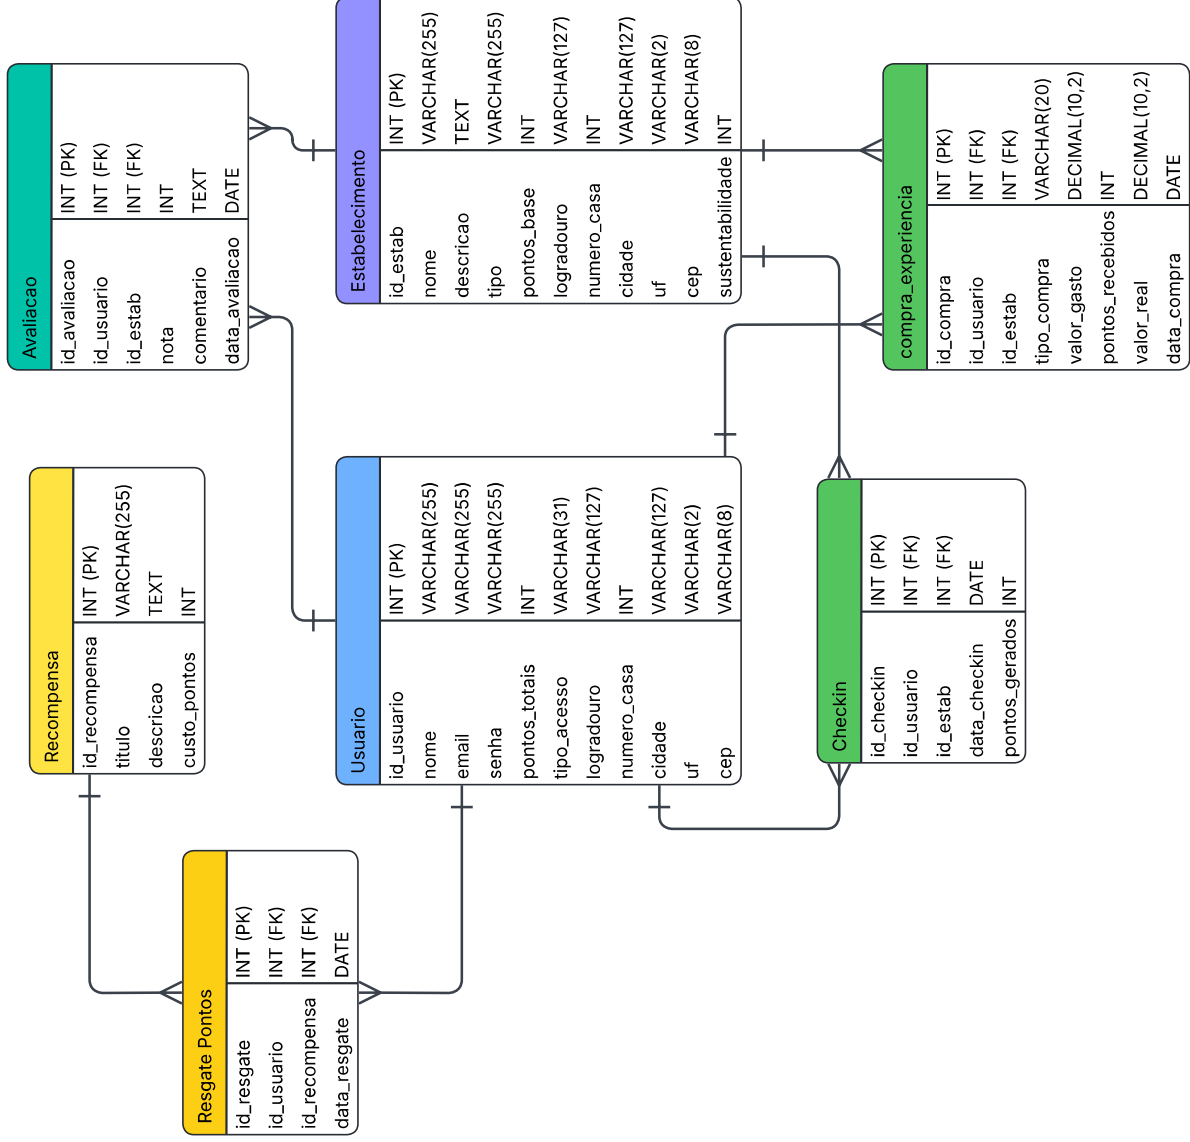 Avaliacao
id_avaliacao INT (PK)
id_usuario INT (FK)
id_estab INT (FK)
nota INT
comentario TEXT
data_avaliacao DATE
Estabelecimento
id_estab INT (PK)
nome VARCHAR(255)
descricao TEXT
tipo VARCHAR(255)
pontos_base INT
logradouro VARCHAR(127)
numero_casa INT
cidade VARCHAR(127)
uf VARCHAR(2)
cep VARCHAR(8)
sustentabilidade INT
compra_experiencia
id_compra INT (PK)
id_usuario INT (FK)
id_estab INT (FK)
tipo_compra VARCHAR(20)
valor_gasto DECIMAL(10,2)
pontos_recebidos INT
valor_real DECIMAL(10,2)
data_compra DATE
Recompensa
id_recompensa INT (PK)
titulo VARCHAR(255)
descricao TEXT
custo_pontos INT
Usuario
id_usuario INT (PK)
nome VARCHAR(255)
email VARCHAR(255)
senha VARCHAR(255)
pontos_totais INT
tipo_acesso VARCHAR(31)
logradouro VARCHAR(127)
numero_casa INT
cidade VARCHAR(127)
uf VARCHAR(2)
cep VARCHAR(8)
Checkin
id_checkin INT (PK)
id_usuario INT (FK)
id_estab INT (FK)
data_checkin DATE
pontos_gerados INT
Resgate Pontos
id_resgate INT (PK)
id_usuario INT (FK)
id_recompensa INT (FK)
data_resgate DATE